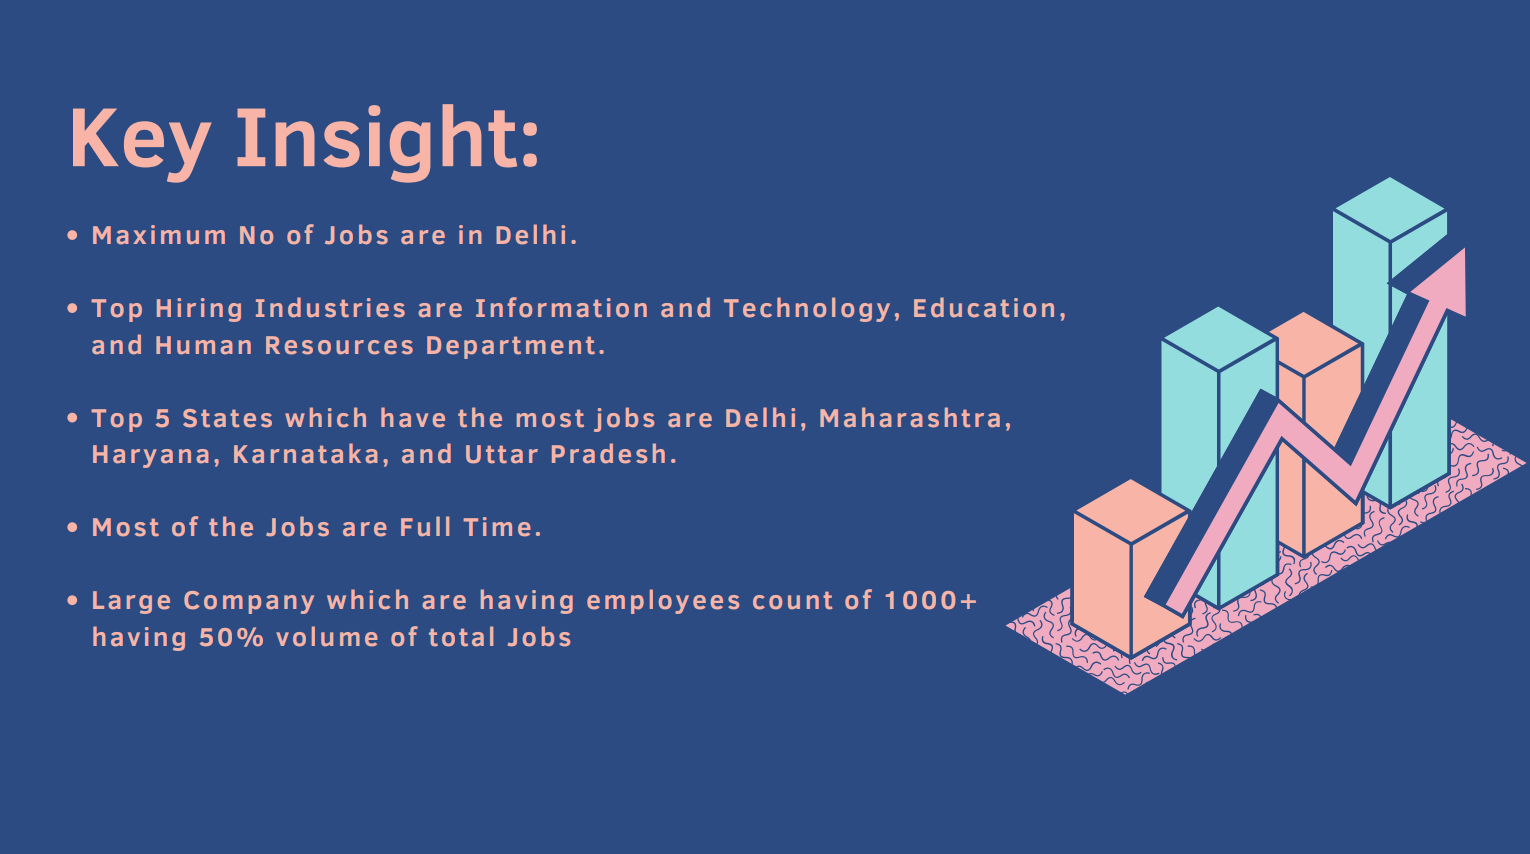 Key Insight:
• Maximum No of Jobs are in Delhi.
• Top Hiring Industries are Information and Technology, Education,
and Human Resources Department.
• Top 5 States which have the most jobs are Delhi, Maharashtra,
Haryana, Karnataka, and Uttar Pradesh.
• Most of the Jobs are Full Time.
• Large Company which are having employees count of 1000+
having 50% volume of total Jobs